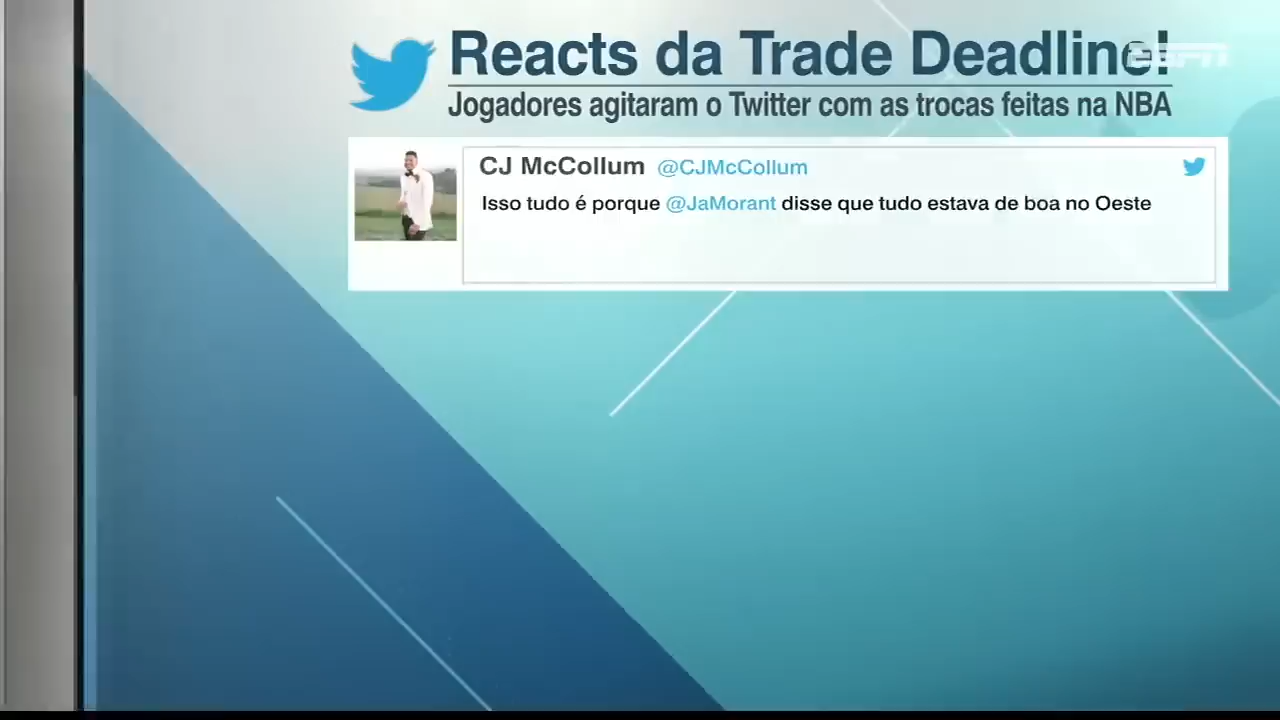 Reacts da Trade Deadline!
ESPN
Jogadores agitaram o Twitter com as trocas feitas na NBA
CJ McCollum @CJMcCollum
Isso tudo é porque @JaMorant disse que tudo estava de boa no Oeste